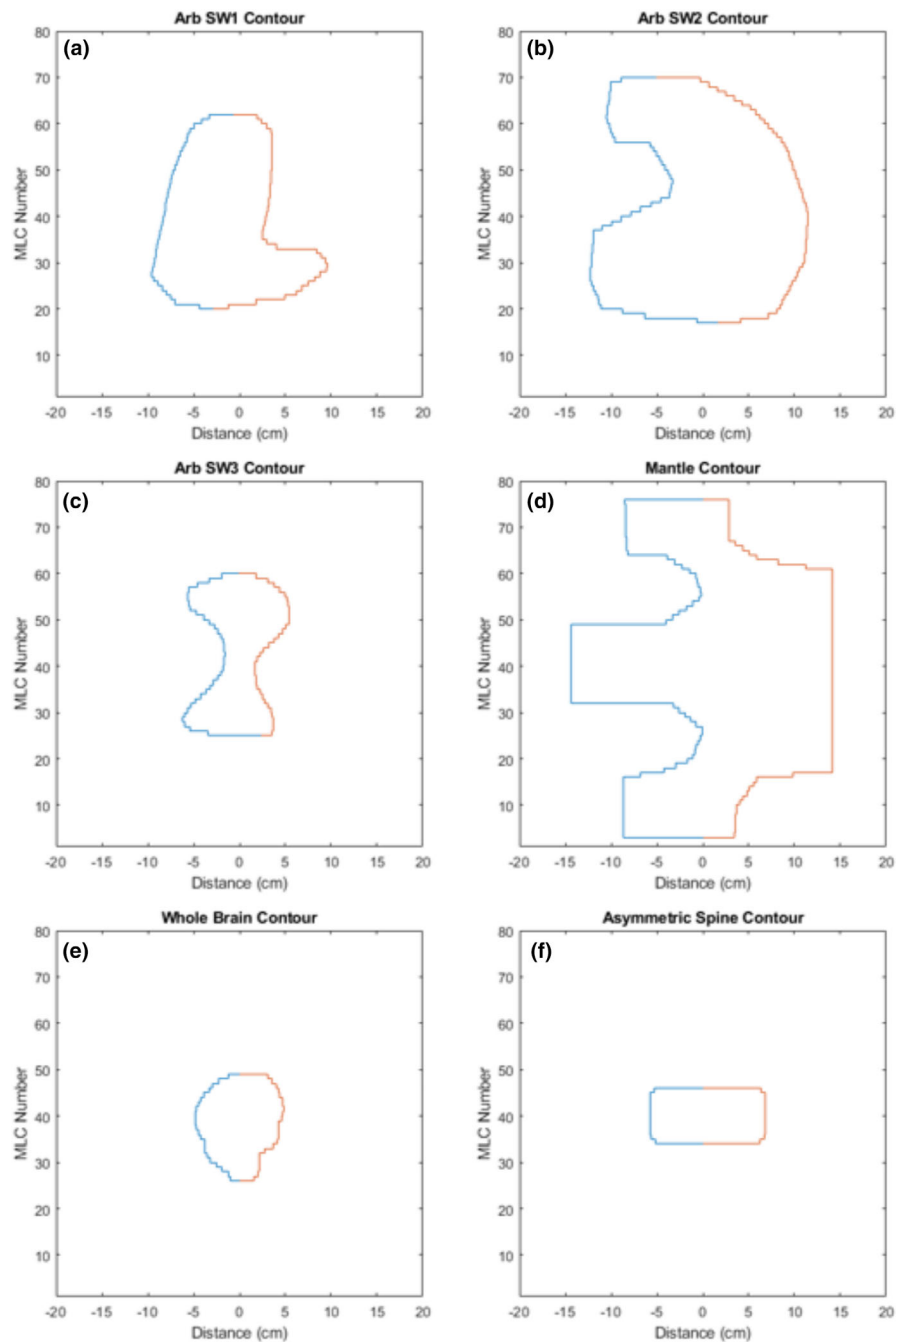 Arb SW1 Contour
(a)
80
70
60
50
40
30
20
10
MLC Number
-20 -15 -10 -5 0 5 10 15 20
Distance (cm)
Arb SW2 Contour
(b)
80
70
60
50
40
30
20
10
MLC Number
-20 -15 -10 -5 0 5 10 15 20
Distance (cm)
Arb SW3 Contour
(c)
80
70
60
50
40
30
20
10
MLC Number
-20 -15 -10 -5 0 5 10 15 20
Distance (cm)
Mantle Contour
(d)
80
70
60
50
40
30
20
10
MLC Number
-20 -15 -10 -5 0 5 10 15 20
Distance (cm)
Whole Brain Contour
(e)
80
70
60
50
40
30
20
10
MLC Number
-20 -15 -10 -5 0 5 10 15 20
Distance (cm)
Asymmetric Spine Contour
(f)
80
70
60
50
40
30
20
10
MLC Number
-20 -15 -10 -5 0 5 10 15 20
Distance (cm)